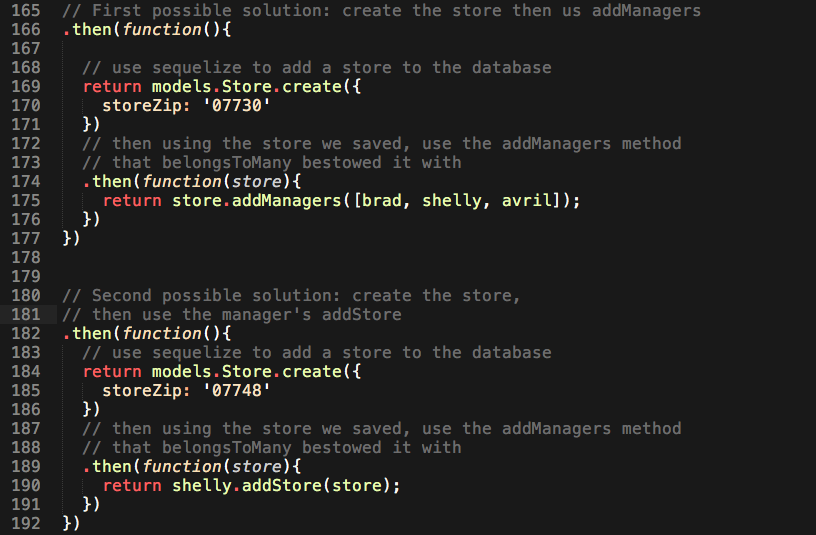 165 // First possible solution: create the store then us addManagers
166 .then(function(){
167
168   // use sequelize to add a store to the database
169   return models.Store.create({
170     storeZip: '07730'
171   })
172   // then using the store we saved, use the addManagers method
173   // that belongsToMany bestowed it with
174   .then(function(store){
175     return store.addManagers([brad, shelly, avril]);
176   })
177 })
178
179
180 // Second possible solution: create the store,
181 // then use the manager's addStore
182 .then(function(){
183   // use sequelize to add a store to the database
184   return models.Store.create({
185     storeZip: '07748'
186   })
187   // then using the store we saved, use the addManagers method
188   // that belongsToMany bestowed it with
189   .then(function(store){
190     return shelly.addStore(store);
191   })
192 })